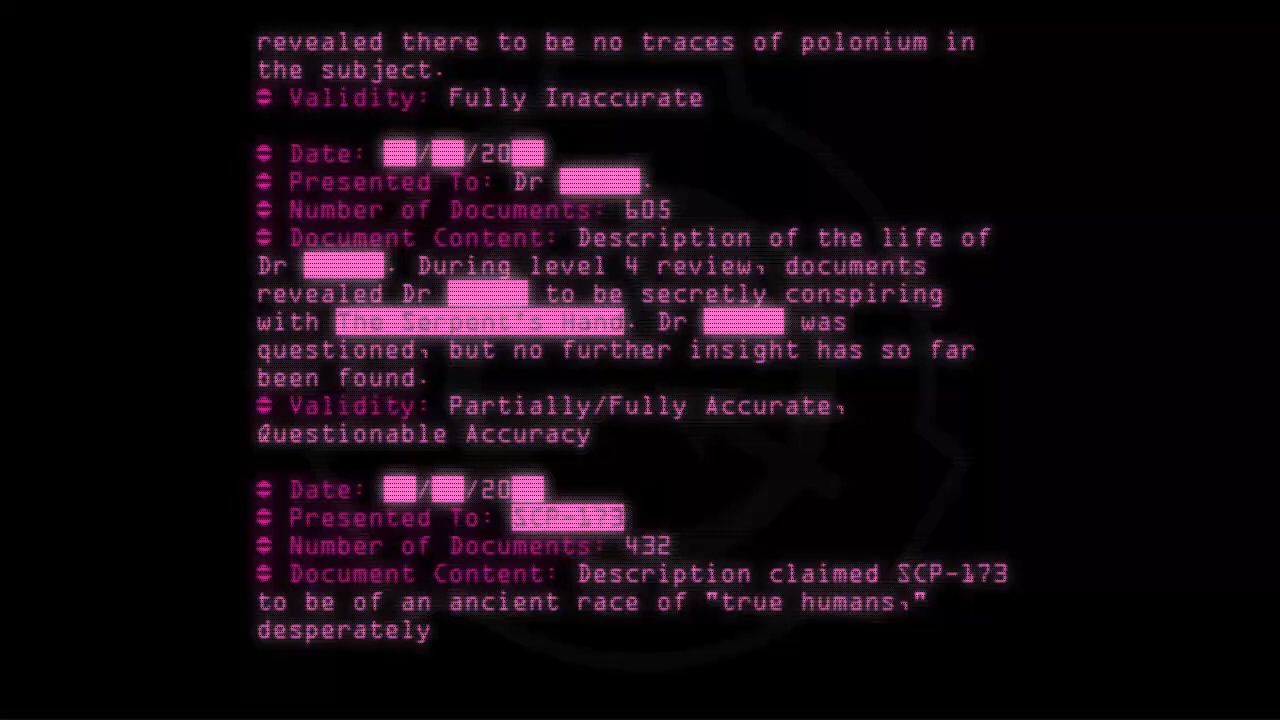 revealed there to be no traces of polonium in
the subject.
Validity: Fully Inaccurate
Date: ██/██/20██
Presented To: Dr █████.
Number of Documents: 605
Document Content: Description of the life of
Dr █████. During level 4 review, documents
revealed Dr █████ to be secretly conspiring
with The Serpent's Hand. Dr █████ was
questioned, but no further insight has so far
been found.
Validity: Partially/Fully Accurate,
Questionable Accuracy
Date: ██/██/20██
Presented To: SCP-173
Number of Documents: 432
Document Content: Description claimed SCP-173
to be of an ancient race of "true humans,"
desperately